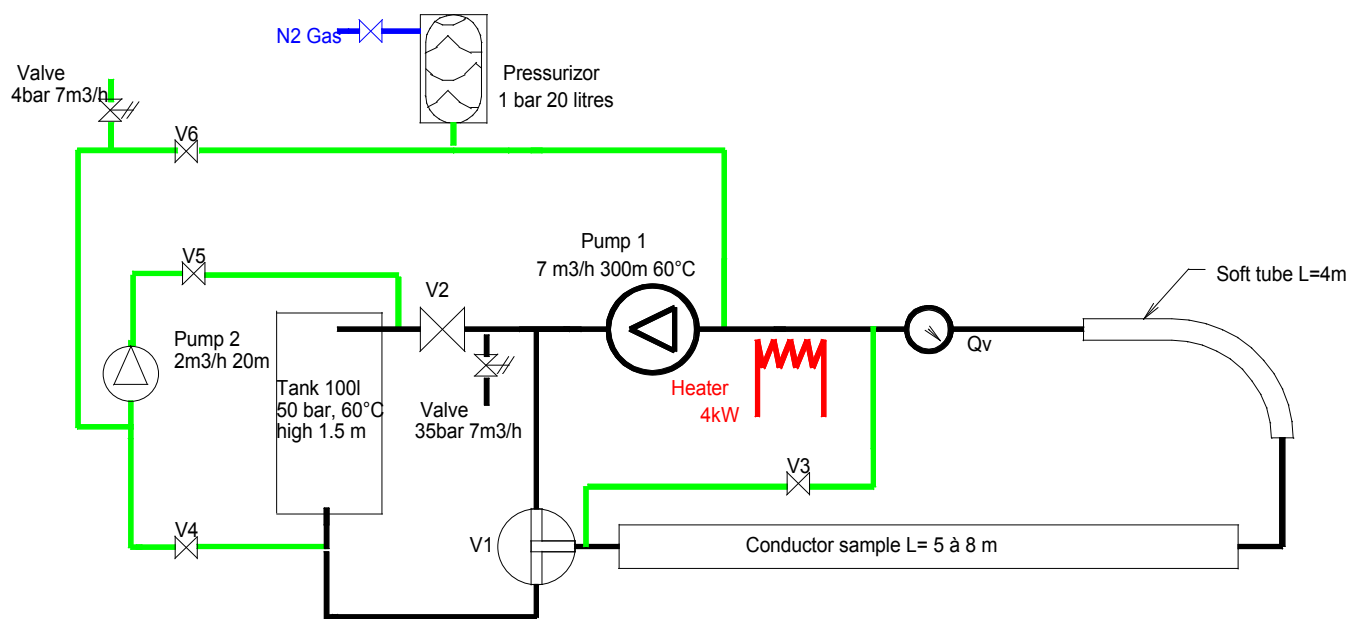 N2 Gas
Valve
4bar 7m3/h
Pressurizor
1 bar 20 litres
V6
Pump 1
7 m3/h 300m 60°C
V5
V2
Soft tube L=4m
Pump 2
2m3/h 20m
Qv
Tank 100l
50 bar, 60°C
high 1.5 m
Heater
4kW
Valve
35bar 7m3/h
V3
V4
V1
Conductor sample L= 5 à 8 m